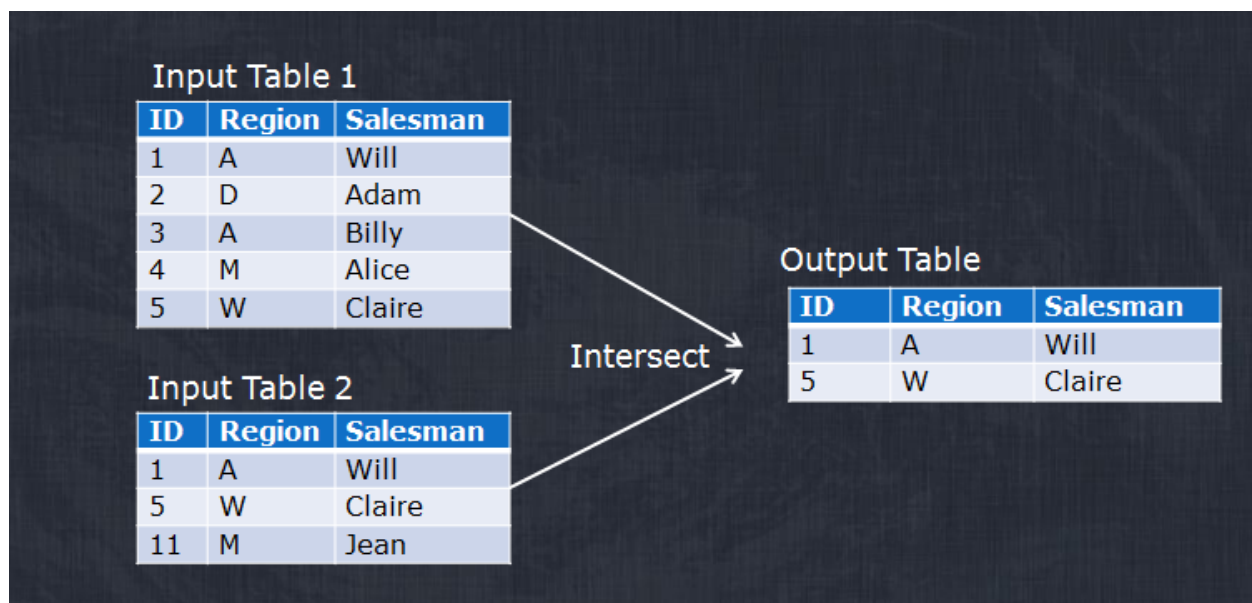 Input Table 1
ID Region Salesman
1 A Will
2 D Adam
3 A Billy
4 M Alice
5 W Claire
Input Table 2
ID Region Salesman
1 A Will
5 W Claire
11 M Jean
Intersect
Output Table
ID Region Salesman
1 A Will
5 W Claire